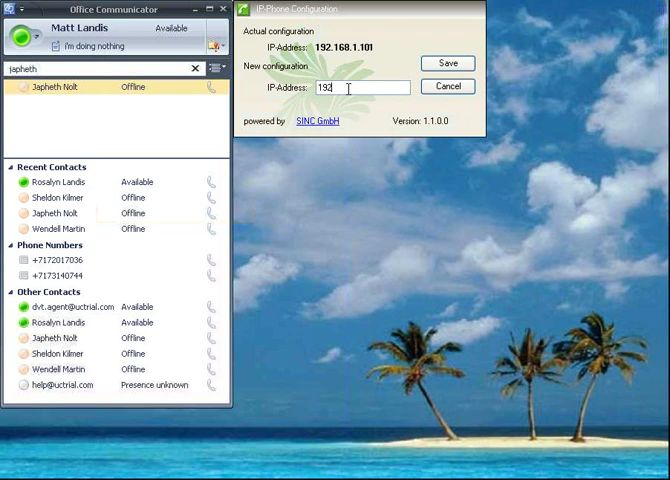 Office Communicator
Matt Landis Available
i'm doing nothing
japheth
Japheth Nolt Offline
Recent Contacts
Rosalyn Landis Available
Sheldon Kilmer Offline
Japheth Nolt Offline
Wendell Martin Offline
Phone Numbers
+7172017036
+7173140744
Other Contacts
dvt.agent@uctrial.com Available
Rosalyn Landis Available
Japheth Nolt Offline
Sheldon Kilmer Offline
Wendell Martin Offline
help@uctrial.com Presence unknown
IP-Phone Configuration
Actual configuration
IP-Address: 192.168.1.101
New configuration
Save
IP-Address: 192
Cancel
powered by SINC GmbH Version: 1.1.0.0